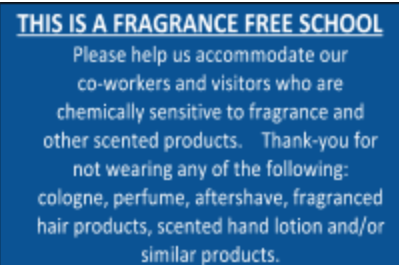 THIS IS A FRAGRANCE FREE SCHOOL
Please help us accommodate our
co-workers and visitors who are
chemically sensitive to fragrance and
other scented products.   Thank-you for
not wearing any of the following:
cologne, perfume, aftershave, fragranced
hair products, scented hand lotion and/or
similar products.